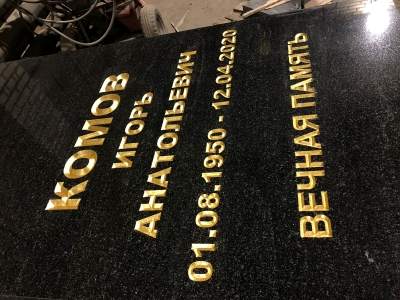 КОМОВ
ИГОРЬ
АНАТОЛЬЕВИЧ
01.08.1950 - 12.04.2020
ВЕЧНАЯ ПАМЯТЬ